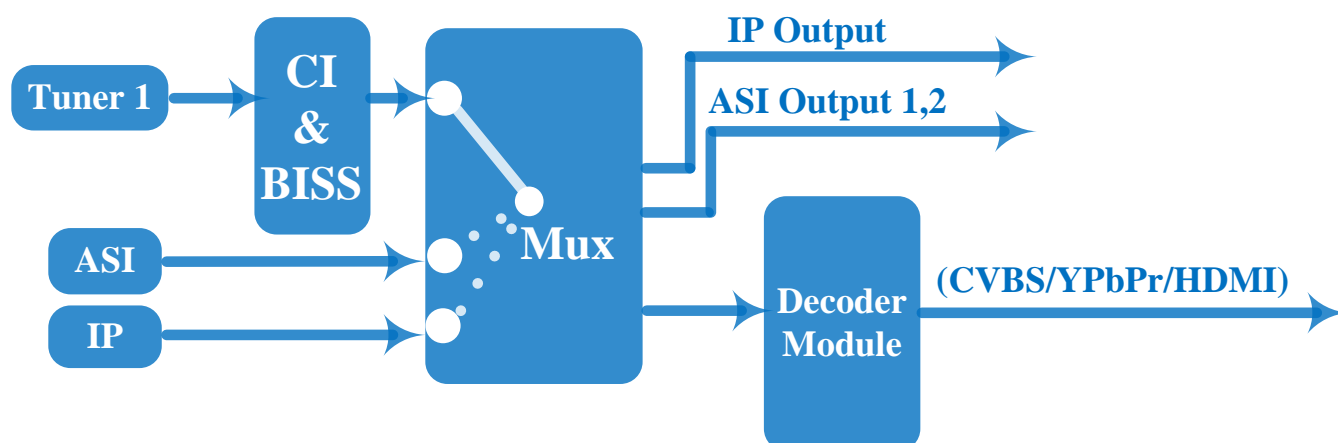 Tuner 1
CI
&
BISS
ASI
IP
Mux
IP Output
ASI Output 1,2
Decoder
Module
(CVBS/YPbPr/HDMI)